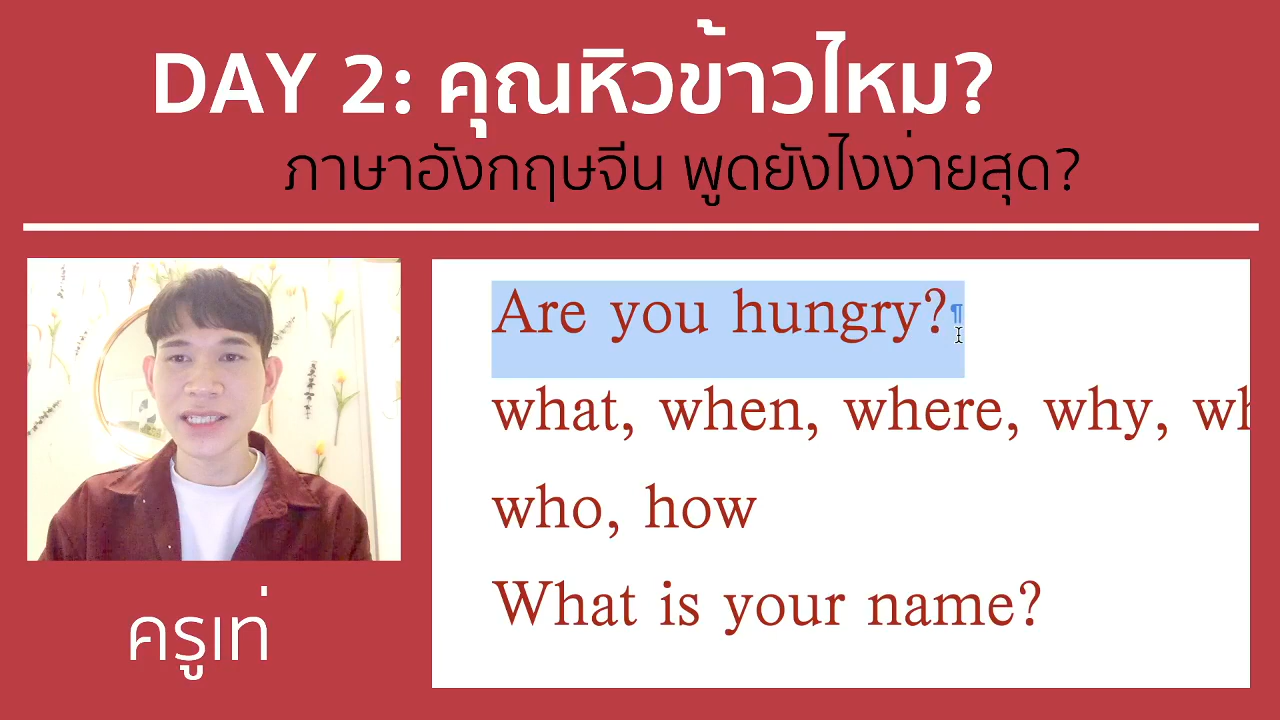 DAY 2: คุณหิวข้าวไหม?
ภาษาอังกฤษจีน พูดยังไงง่ายสุด?
Are you hungry?¶
what, when, where, why,
who, how
What is your name?
ครูเท่